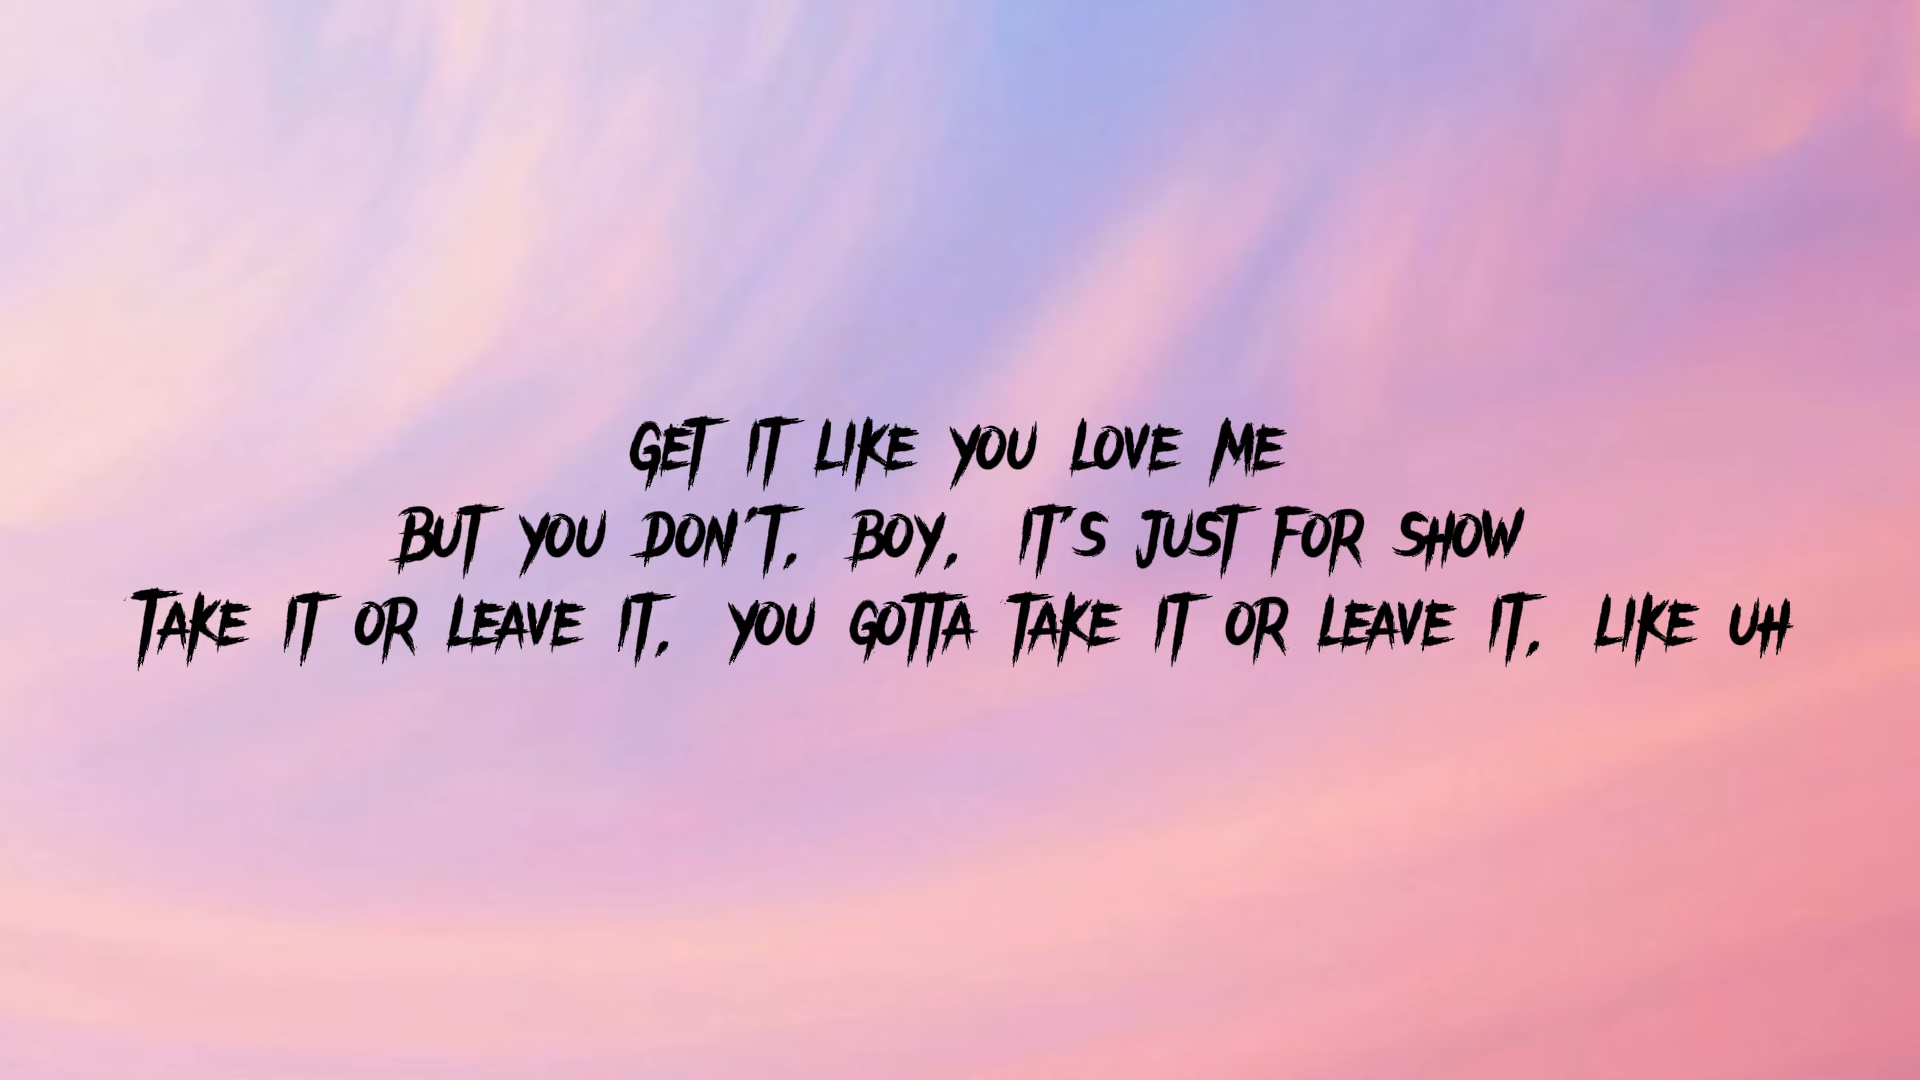 Get it like you love me
But you don't, boy, it's just for show
Take it or leave it, you gotta take it or leave it, like uh